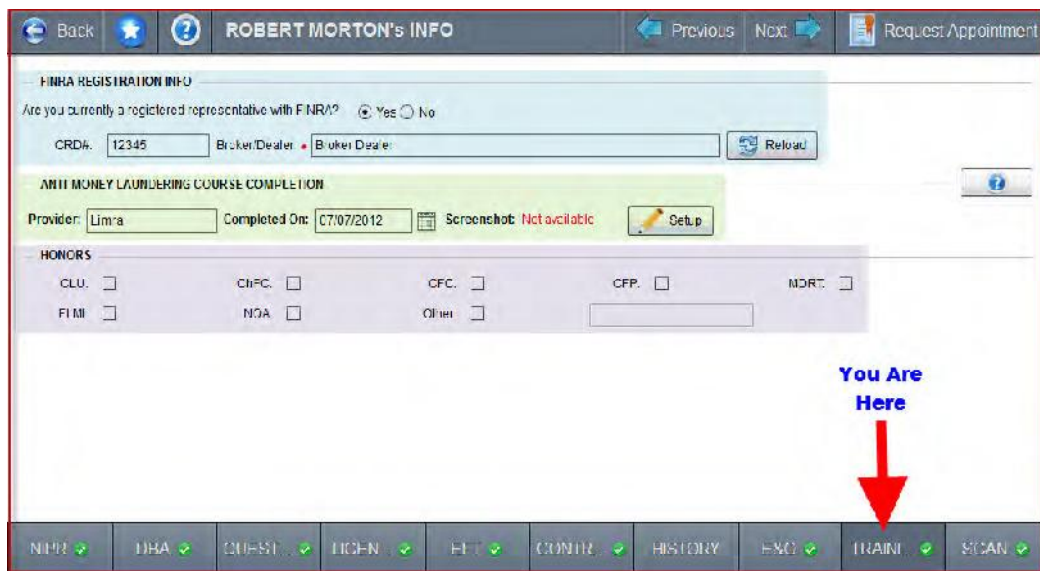 Back ROBERT MORTON's INFO Previous Next Request Appointment
FINRA REGISTRATION INFO
Are you currently a registered representative with FINRA? Yes No
CRD#: 12345 Broker/Dealer: • Broker Dealer Reload
ANTI MONEY LAUNDERING COURSE COMPLETION
Provider: Limra Completed On: 07/07/2012 Screenshot: Not available Setup
HONORS
CLU: ChFC: CFC: CFP: MDRT:
FLMI NQA Other
You Are
Here
NIPR DBA QUEST... LICEN... EFT CONTR... HISTORY E&O TRAINI... SCAN